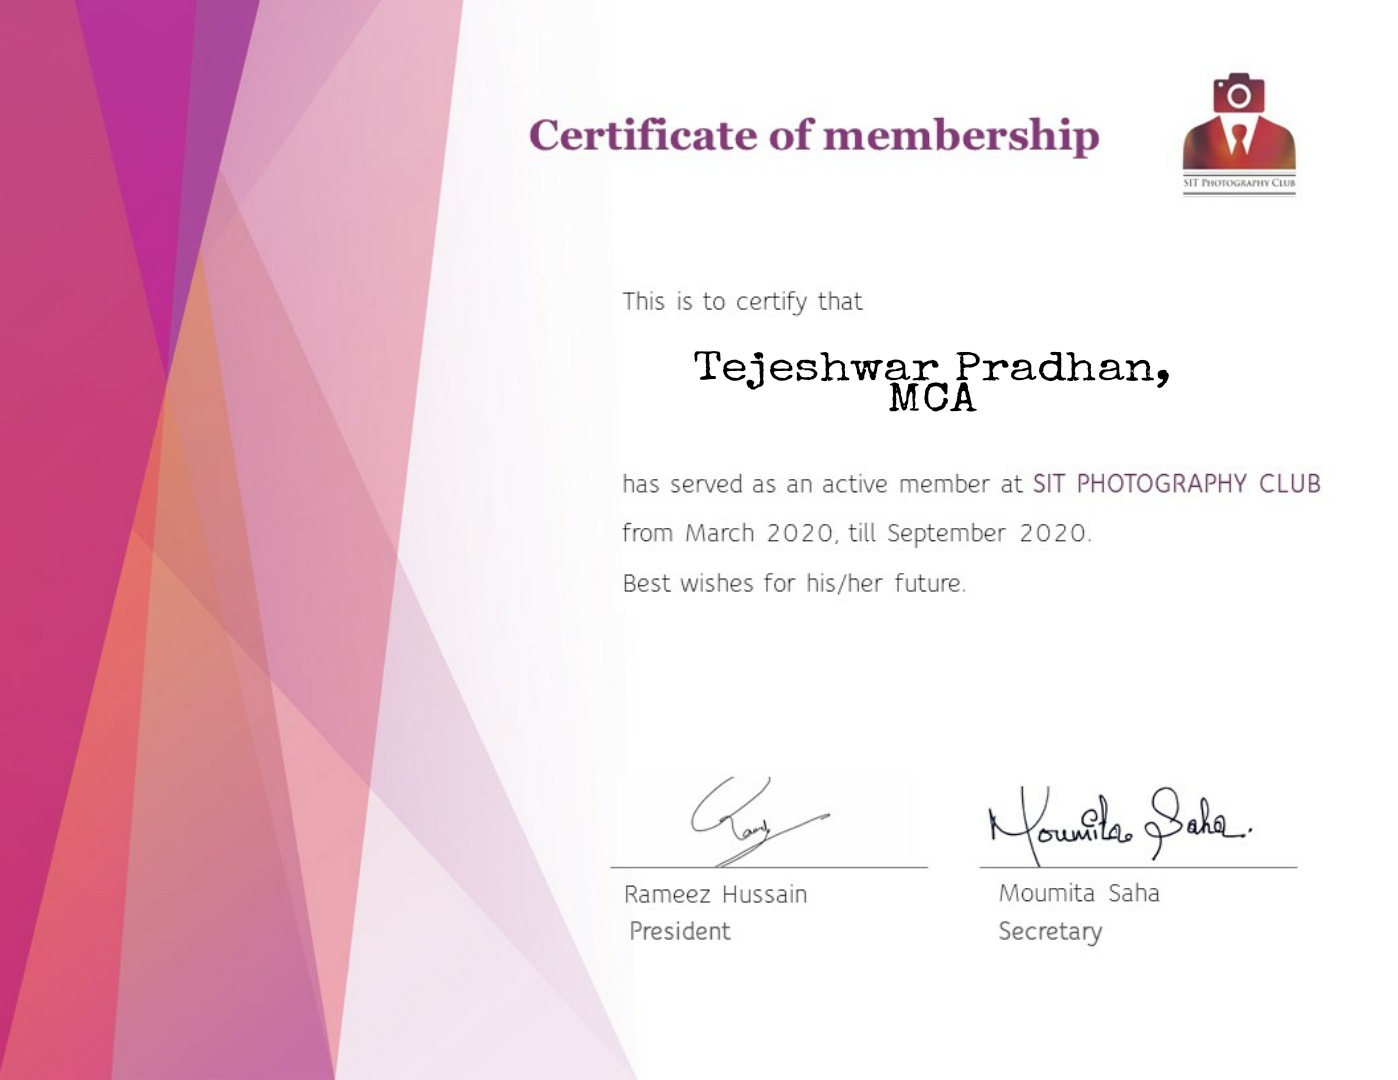 Certificate of membership
SIT PHOTOGRAPHY CLUB
This is to certify that
Tejeshwar Pradhan,
MCA
has served as an active member at SIT PHOTOGRAPHY CLUB
from March 2020, till September 2020.
Best wishes for his/her future.
Moumita Saha.
Rameez Hussain
President
Moumita Saha
Secretary